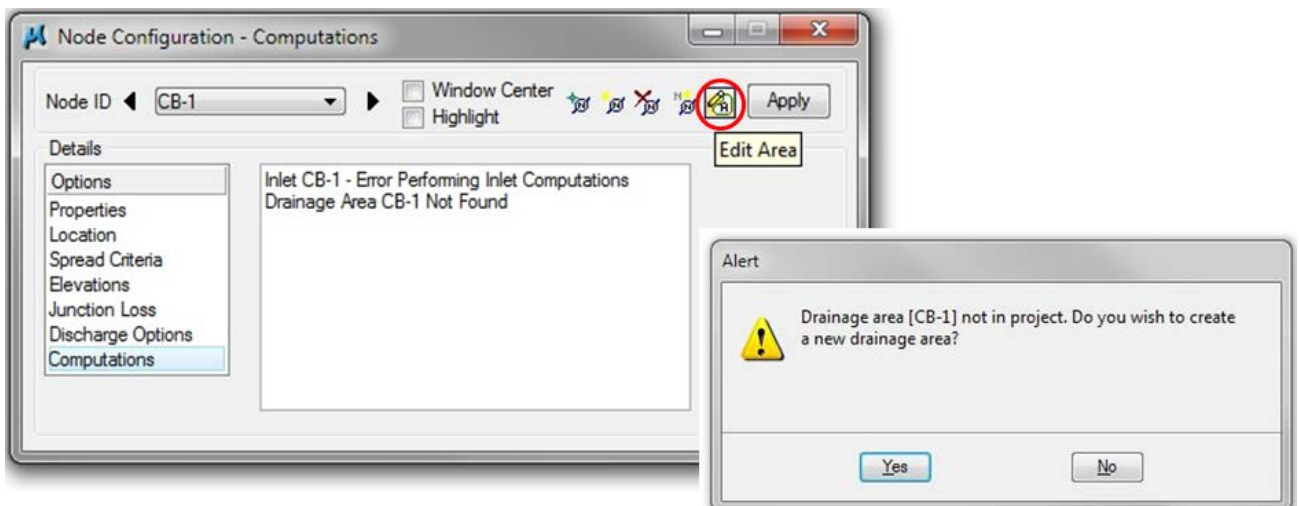 Node Configuration - Computations
Node ID CB-1 Window Center Apply
Highlight
Edit Area
Details
Options
Properties
Location
Spread Criteria
Elevations
Junction Loss
Discharge Options
Computations
Inlet CB-1 - Error Performing Inlet Computations
Drainage Area CB-1 Not Found
Alert
Drainage area [CB-1] not in project. Do you wish to create
a new drainage area?
Yes No